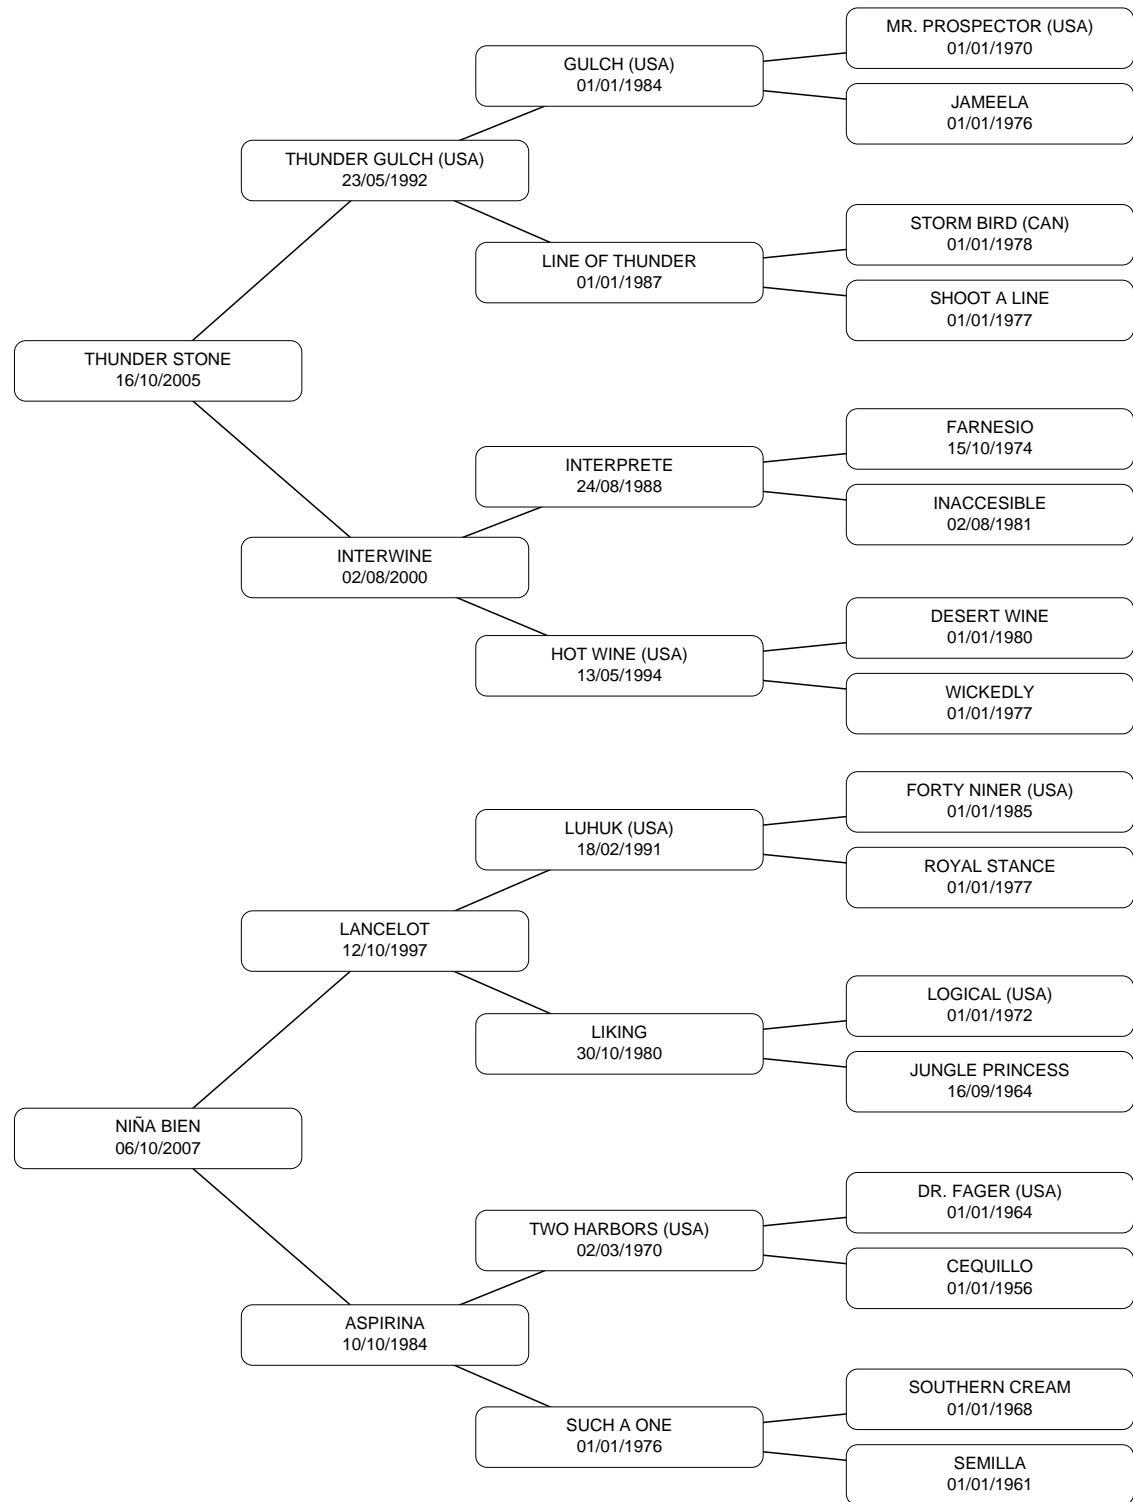 MR. PROSPECTOR (USA)
01/01/1970
GULCH (USA)
01/01/1984
JAMEELA
01/01/1976
THUNDER GULCH (USA)
23/05/1992
STORM BIRD (CAN)
01/01/1978
LINE OF THUNDER
01/01/1987
SHOOT A LINE
01/01/1977
THUNDER STONE
16/10/2005
FARNESIO
15/10/1974
INTERPRETE
24/08/1988
INACCESIBLE
02/08/1981
INTERWINE
02/08/2000
DESERT WINE
01/01/1980
HOT WINE (USA)
13/05/1994
WICKEDLY
01/01/1977
FORTY NINER (USA)
01/01/1985
LUHUK (USA)
18/02/1991
ROYAL STANCE
01/01/1977
LANCELOT
12/10/1997
LOGICAL (USA)
01/01/1972
LIKING
30/10/1980
JUNGLE PRINCESS
16/09/1964
NIÑA BIEN
06/10/2007
DR. FAGER (USA)
01/01/1964
TWO HARBORS (USA)
02/03/1970
CEQUILLO
01/01/1956
ASPIRINA
10/10/1984
SOUTHERN CREAM
01/01/1968
SUCH A ONE
01/01/1976
SEMILLA
01/01/1961